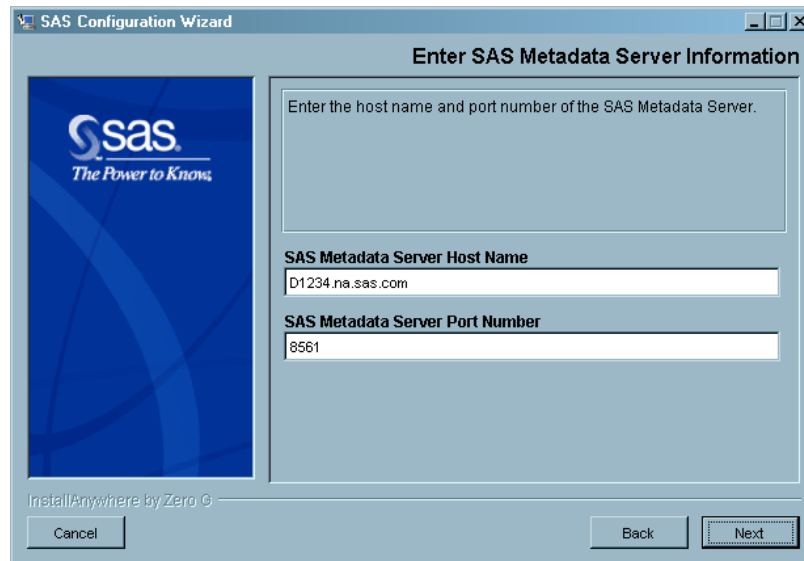 SAS Configuration Wizard
Enter SAS Metadata Server Information
sas.
The Power to Know.
Enter the host name and port number of the SAS Metadata Server.
SAS Metadata Server Host Name
D1234.na.sas.com
SAS Metadata Server Port Number
8561
InstallAnywhere by Zero G
Cancel
Back
Next